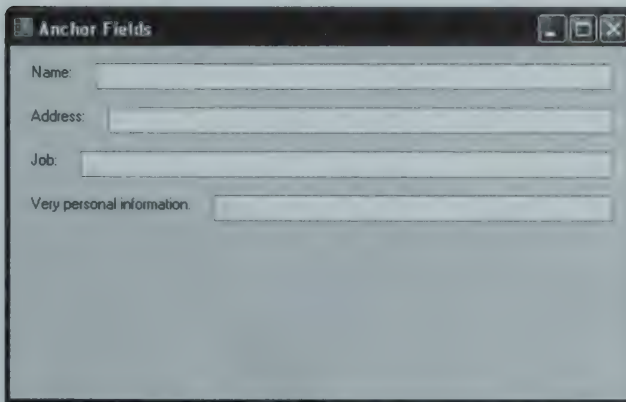 Anchor Fields
Name:
Address:
Job:
Very personal information: